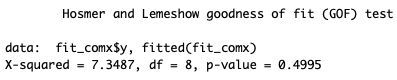 Hosmer and Lemeshow goodness of fit (GOF) test
data:  fit_comx$y, fitted(fit_comx)
X-squared = 7.3487, df = 8, p-value = 0.4995